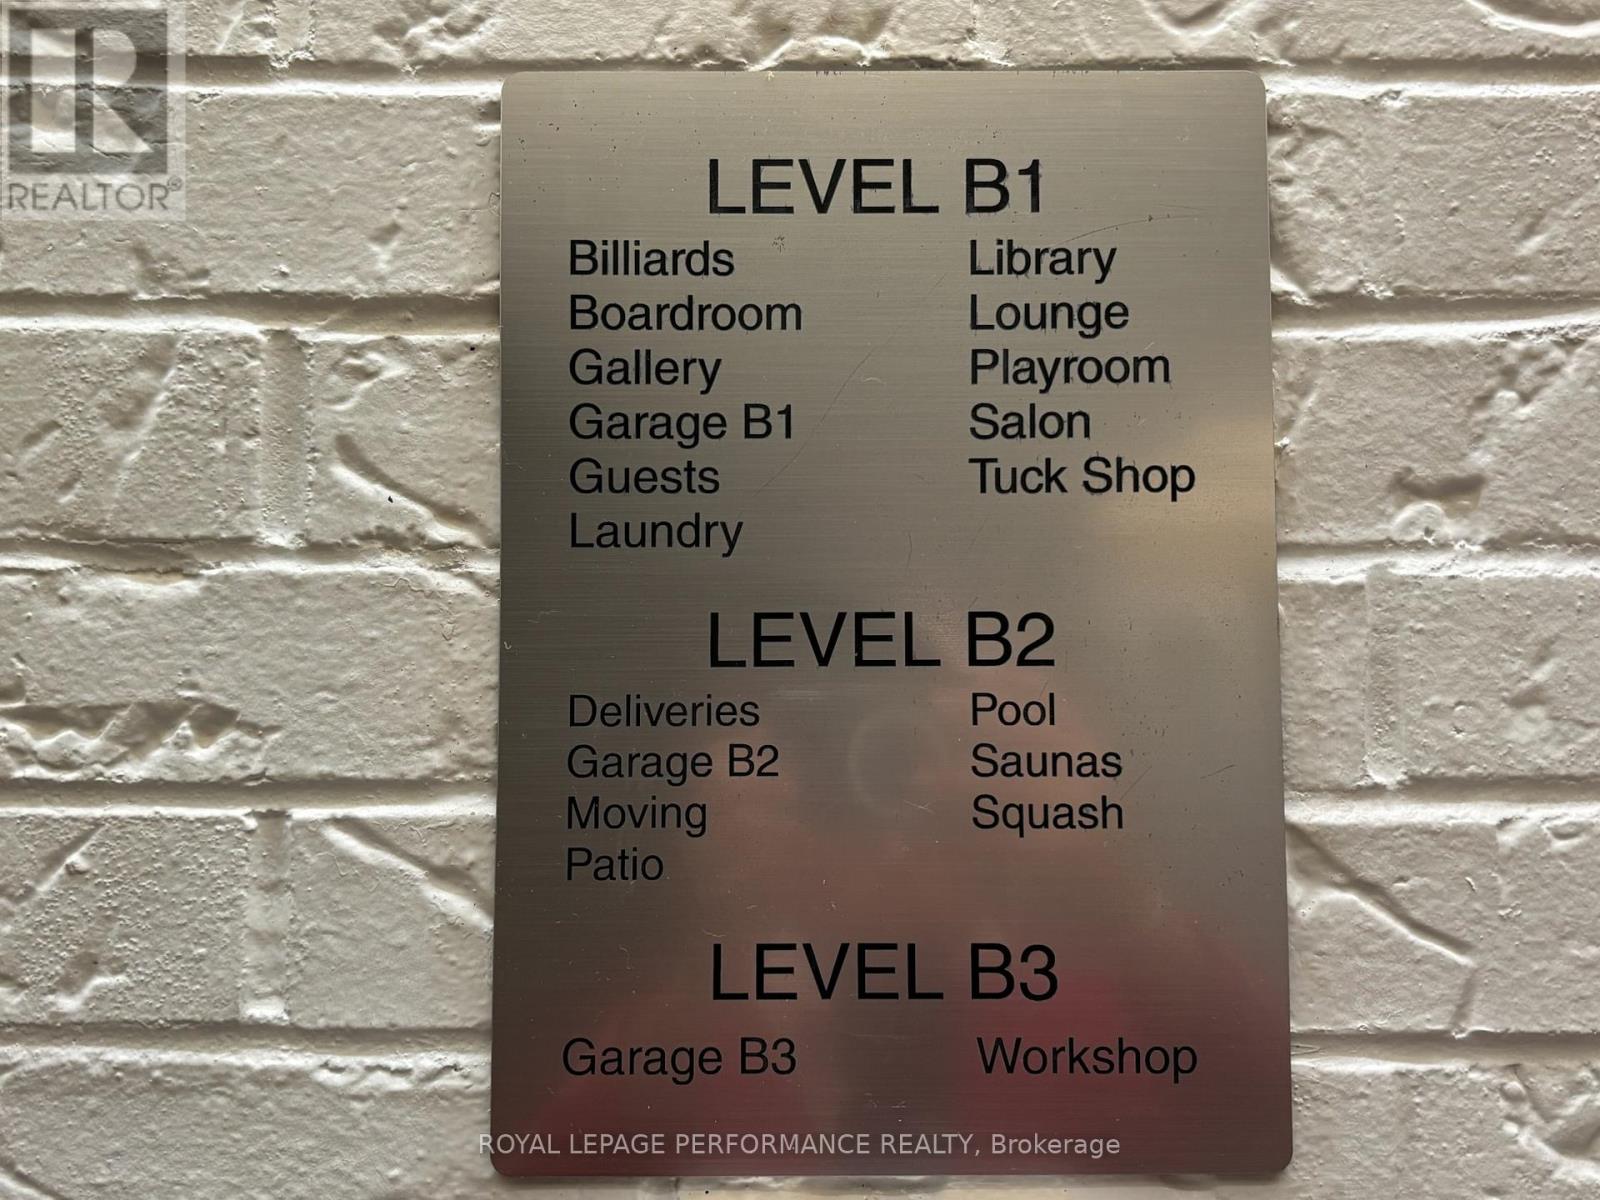 REALTOR®
LEVEL B1
Billiards
Boardroom
Gallery
Garage B1
Guests
Laundry
Library
Lounge
Playroom
Salon
Tuck Shop
LEVEL B2
Deliveries
Garage B2
Moving
Patio
Pool
Saunas
Squash
LEVEL B3
Garage B3
Workshop
ROYAL LEPAGE PERFORMANCE REALTY, Brokerage